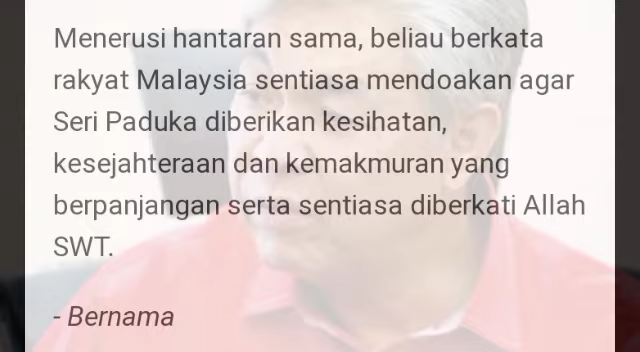 Menerusi hantaran sama, beliau berkata
rakyat Malaysia sentiasa mendoakan agar
Seri Paduka diberikan kesihatan,
kesejahteraan dan kemakmuran yang
berpanjangan serta sentiasa diberkati Allah
SWT.
- Bernama